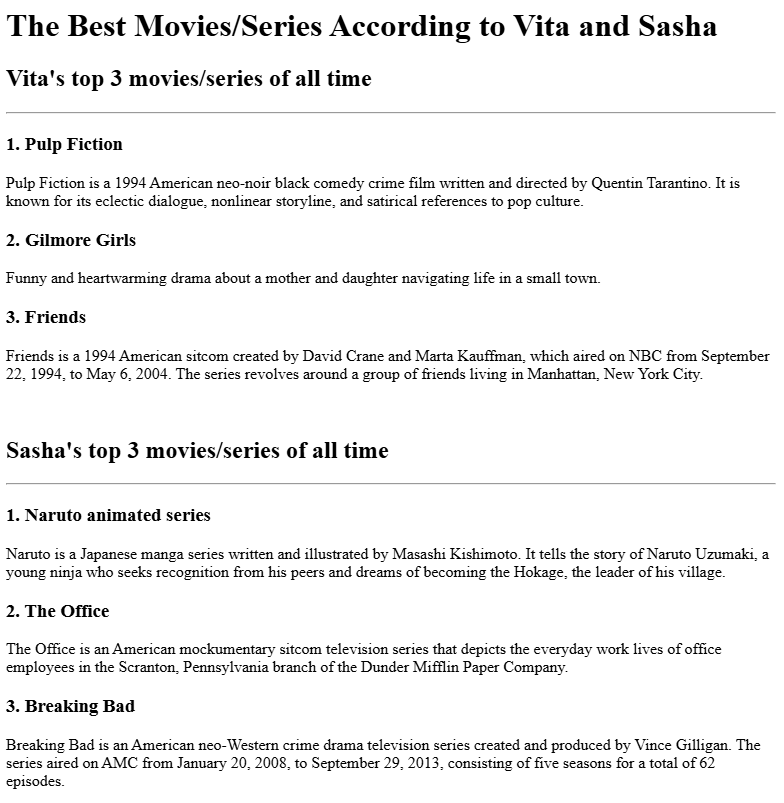 The Best Movies/Series According to Vita and Sasha
Vita's top 3 movies/series of all time
1. Pulp Fiction
Pulp Fiction is a 1994 American neo-noir black comedy crime film written and directed by Quentin Tarantino. It is
known for its eclectic dialogue, nonlinear storyline, and satirical references to pop culture.
2. Gilmore Girls
Funny and heartwarming drama about a mother and daughter navigating life in a small town.
3. Friends
Friends is a 1994 American sitcom created by David Crane and Marta Kauffman, which aired on NBC from September
22, 1994, to May 6, 2004. The series revolves around a group of friends living in Manhattan, New York City.
Sasha's top 3 movies/series of all time
1. Naruto animated series
Naruto is a Japanese manga series written and illustrated by Masashi Kishimoto. It tells the story of Naruto Uzumaki, a
young ninja who seeks recognition from his peers and dreams of becoming the Hokage, the leader of his village.
2. The Office
The Office is an American mockumentary sitcom television series that depicts the everyday work lives of office
employees in the Scranton, Pennsylvania branch of the Dunder Mifflin Paper Company.
3. Breaking Bad
Breaking Bad is an American neo-Western crime drama television series created and produced by Vince Gilligan. The
series aired on AMC from January 20, 2008, to September 29, 2013, consisting of five seasons for a total of 62
episodes.